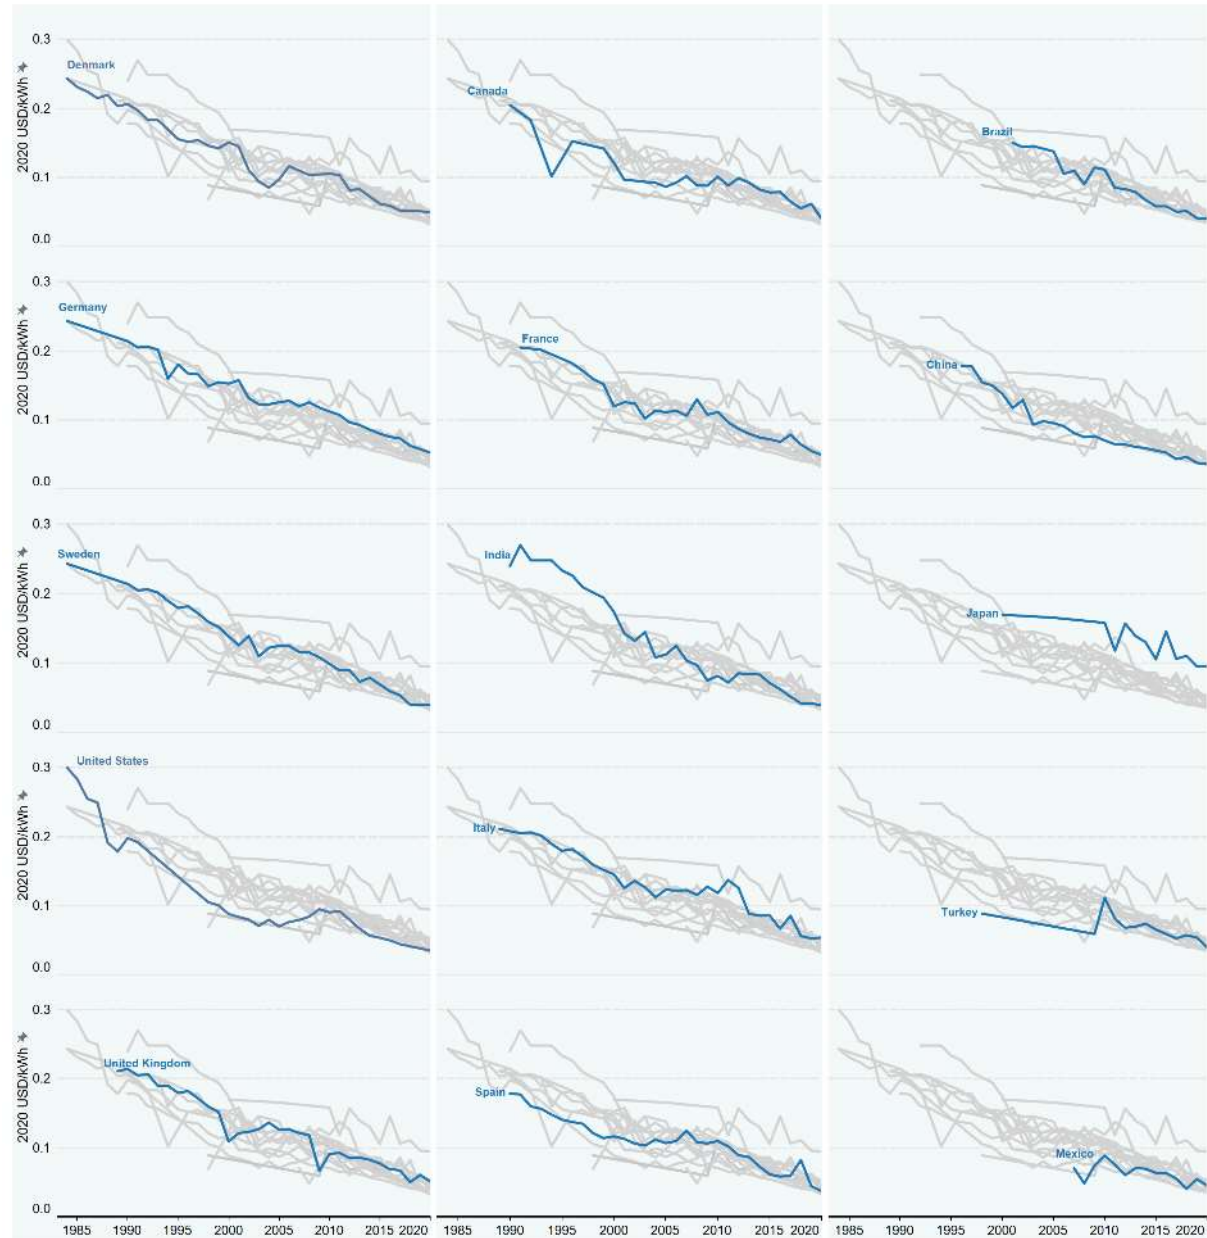 0.3
Denmark
Canada
Brazil
0.2
0.1
0.0
2020 USD/kWh
0.3
Germany
France
China
0.2
0.1
0.0
2020 USD/kWh
0.3
Sweden
India
Japan
0.2
0.1
0.0
2020 USD/kWh
0.3
United States
Italy
Turkey
0.2
0.1
0.0
2020 USD/kWh
0.3
United Kingdom
Spain
Mexico
0.2
0.1
0.0
2020 USD/kWh
1985 1990 1995 2000 2005 2010 2015 2020
1985 1990 1995 2000 2005 2010 2015 2020
1985 1990 1995 2000 2005 2010 2015 2020